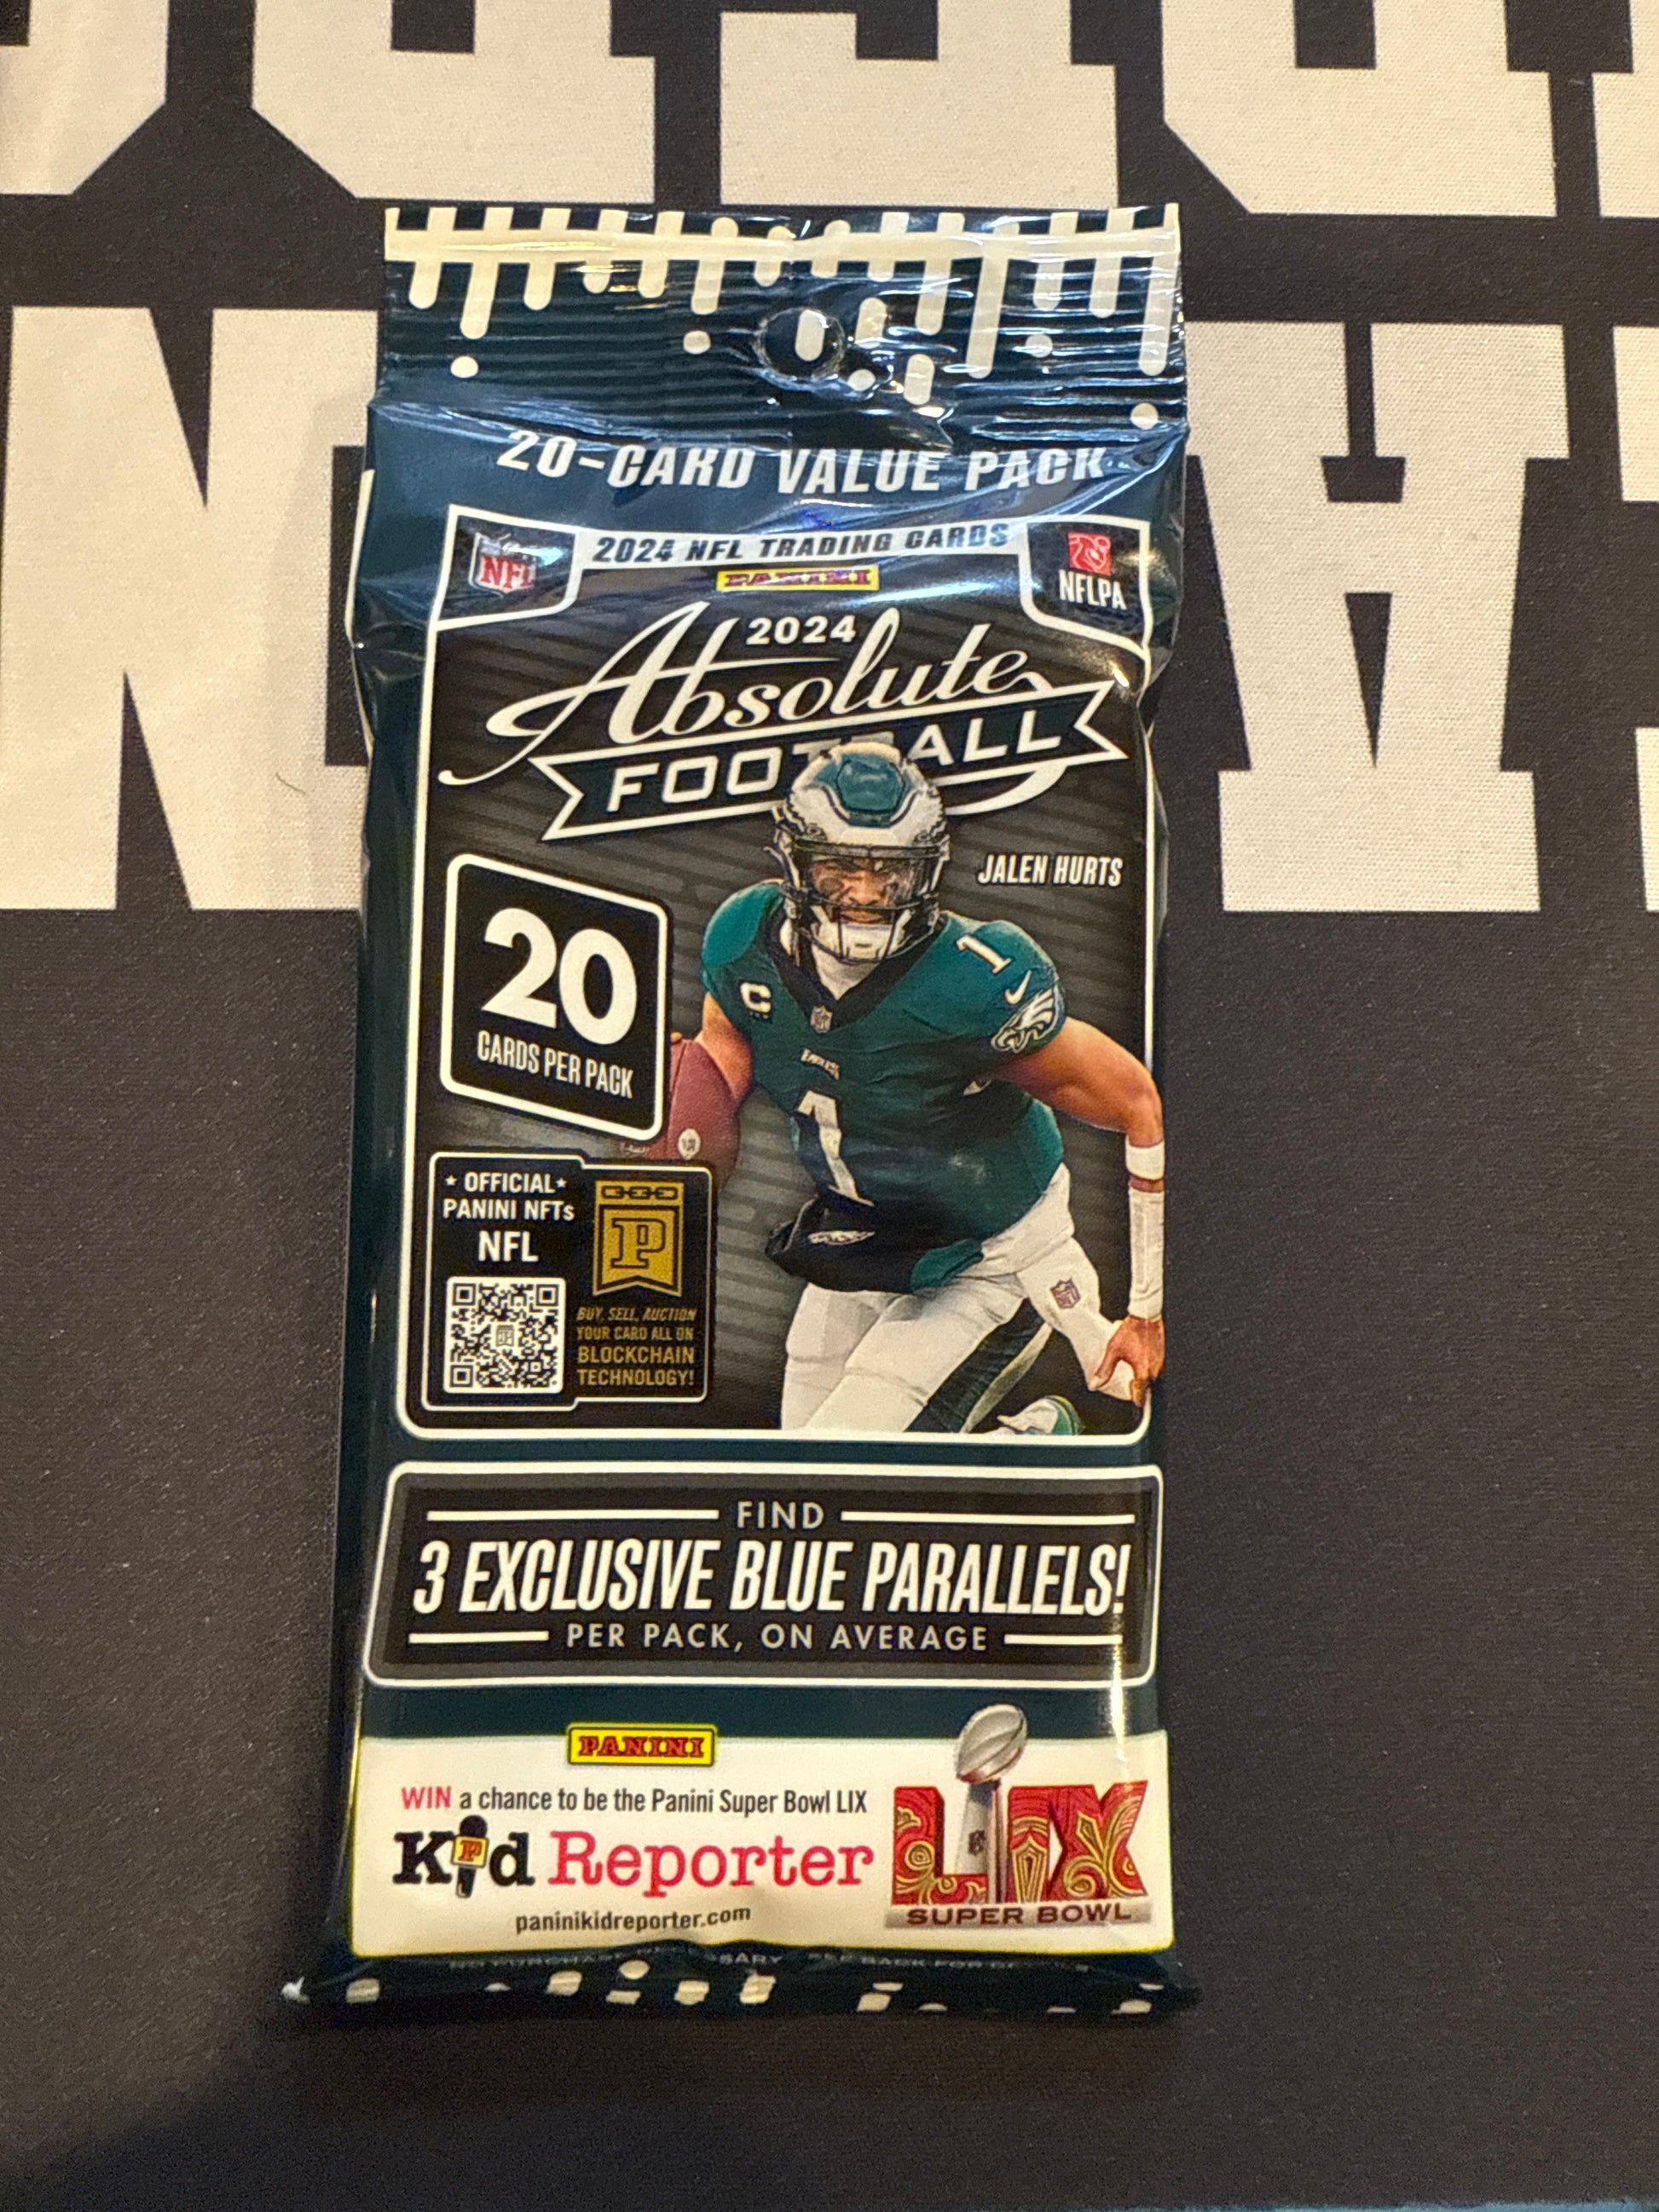 20-CARD VALUE PACK
2024 NFL TRADING CARDS
NFL
PANINI
NFLPA
2024
Absolute
FOOTBALL
JALEN HURTS
20
CARDS PER PACK
1
C
EAGLES
1
★ OFFICIAL ★
PANINI NFTs
NFL
P
BUY, SELL, AUCTION
YOUR CARD ALL ON
BLOCKCHAIN
TECHNOLOGY!
FIND
3 EXCLUSIVE BLUE PARALLELS!
PER PACK, ON AVERAGE
PANINI
WIN a chance to be the Panini Super Bowl LIX
Kid Reporter
paninikidreporter.com
LIX
SUPER BOWL